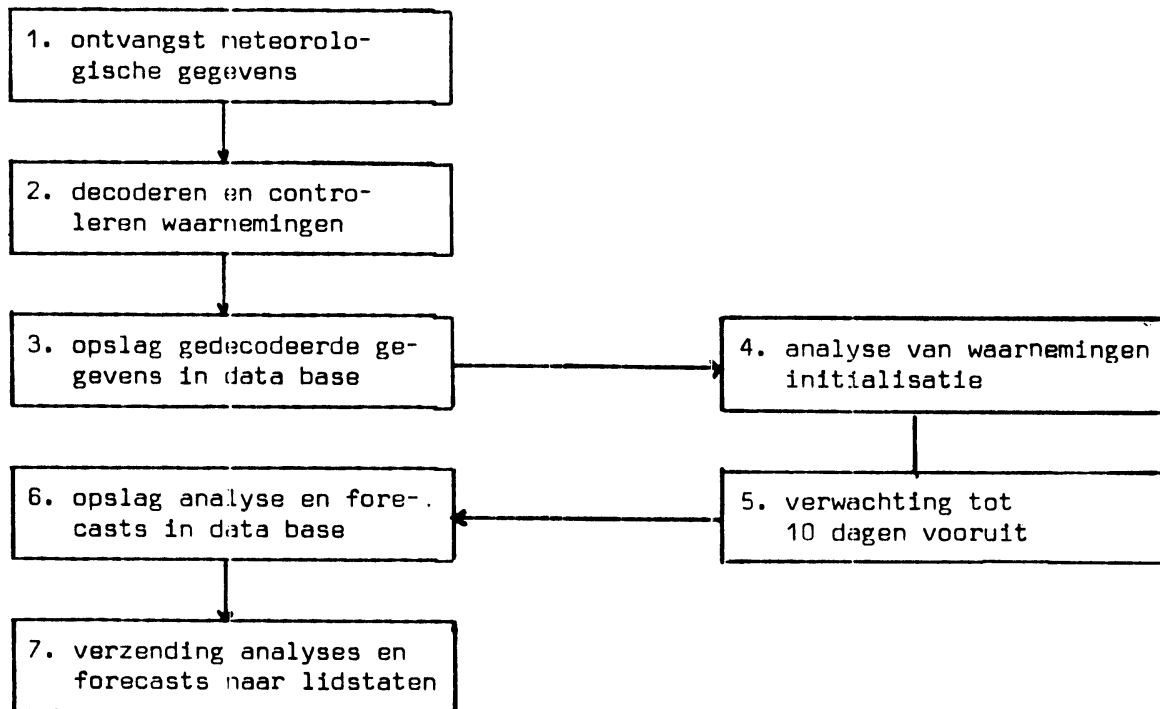 1. ontvangst meteorolo-
gische gegevens
2. decoderen en contro-
leren waarnemingen
3. opslag gedecodeerde ge-
gevens in data base
4. analyse van waarnemingen
initialisatie
5. verwachting tot
10 dagen vooruit
6. opslag analyse en fore-
casts in data base
7. verzending analyses en
forecasts naar lidstaten